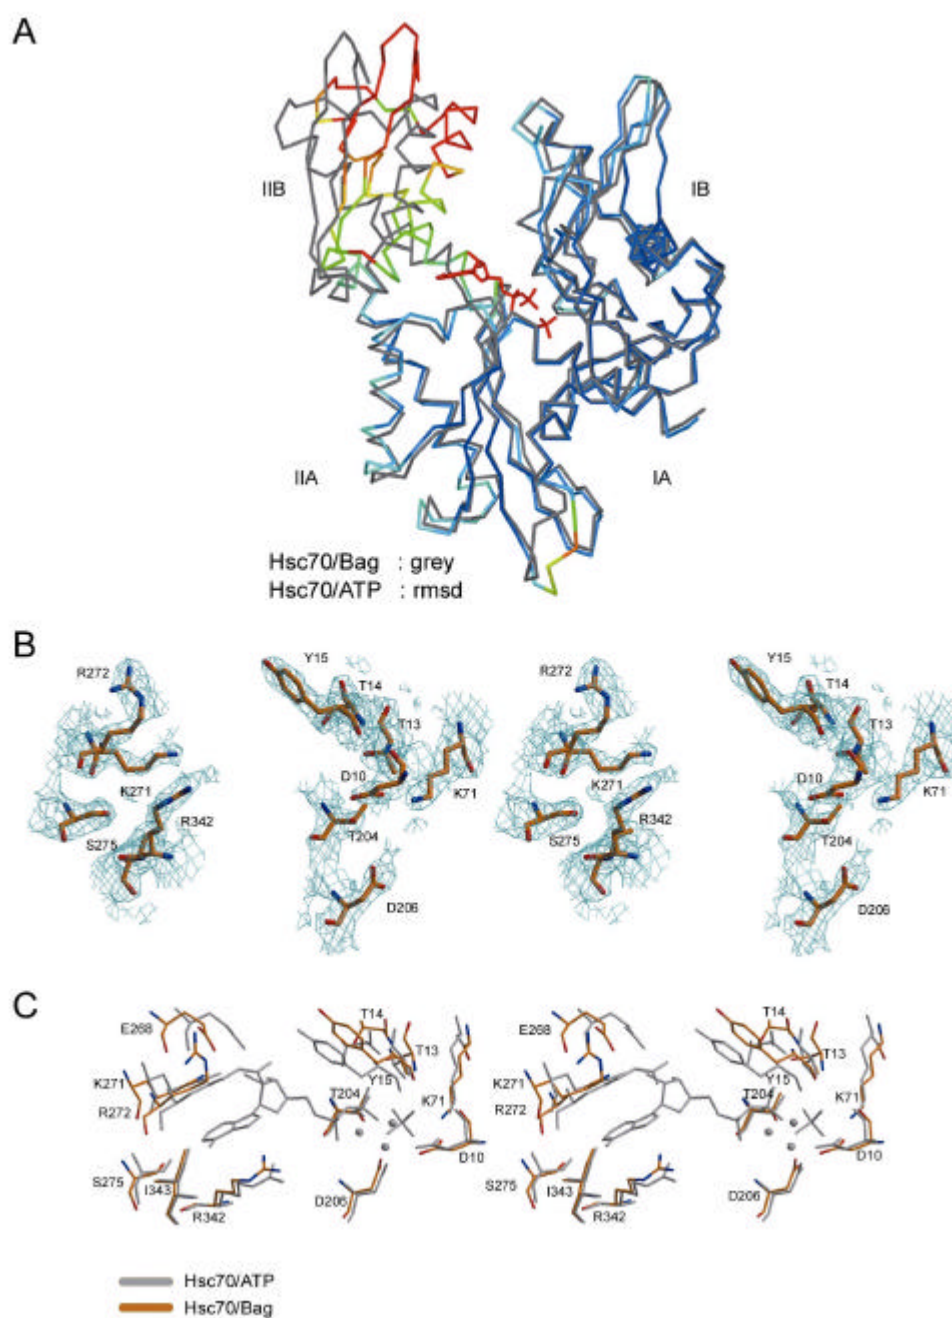 A
IIB
IB
IIA
IA
Hsc70/Bag : grey
Hsc70/ATP : rmsd
B
R272
Y15
T14
T13
K271
D10
K71
S275
R342
T204
D206
R272
Y15
T14
T13
K271
D10
K71
S275
R342
T204
D206
C
E268
T14
T13
K271
R272
Y15
T204
K71
D10
S275
I343
R342
D206
E268
T14
T13
K271
R272
Y15
T204
K71
D10
S275
I343
R342
D206
Hsc70/ATP
Hsc70/Bag